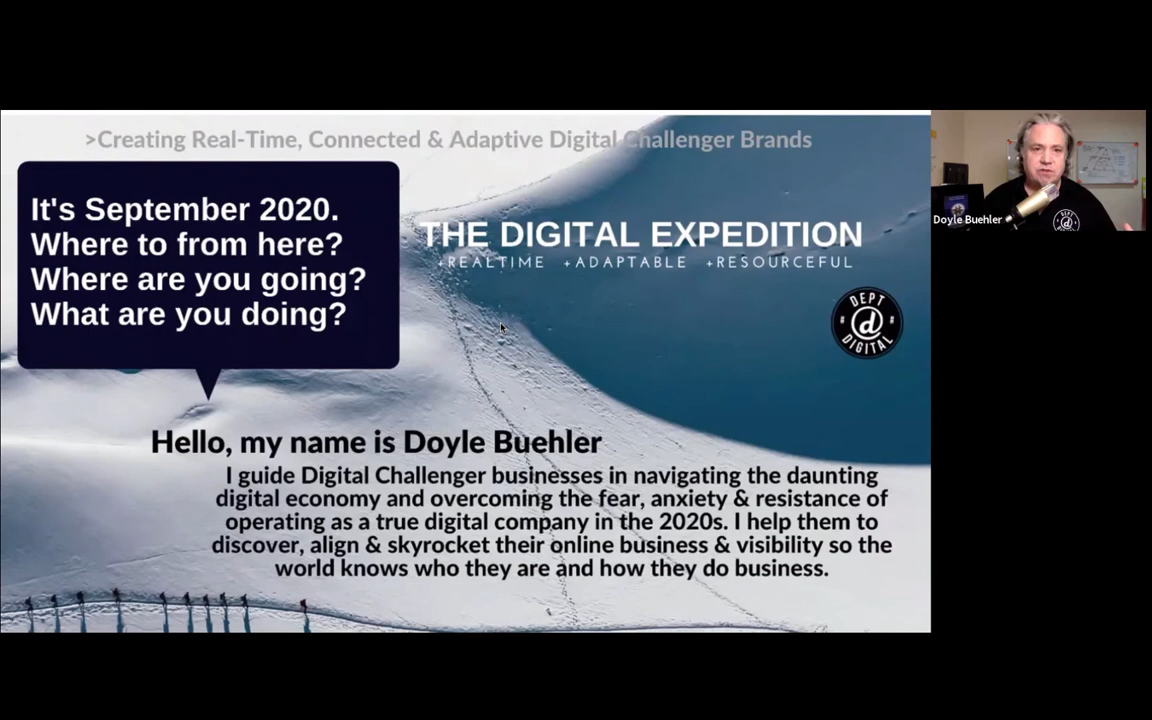 >Creating Real-Time, Connected & Adaptive Digital Challenger Brands
It's September 2020.
Where to from here?
Where are you going?
What are you doing?
THE DIGITAL EXPEDITION
+REALTIME +ADAPTABLE +RESOURCEFUL
DEPT
d
DIGITAL
Hello, my name is Doyle Buehler
I guide Digital Challenger businesses in navigating the daunting
digital economy and overcoming the fear, anxiety & resistance of
operating as a true digital company in the 2020s. I help them to
discover, align & skyrocket their online business & visibility so the
world knows who they are and how they do business.
Doyle Buehler
DEPT
d
DIGITAL